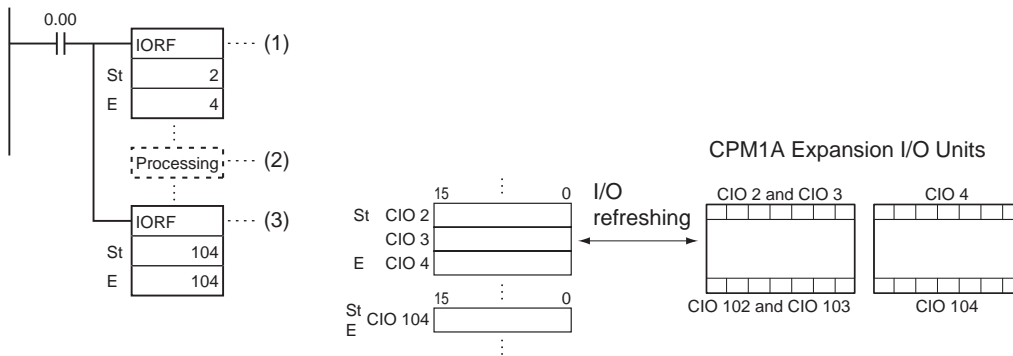 0.00
IORF
(1)
St 2
E 4
Processing
(2)
IORF
(3)
St 104
E 104
15 0
St CIO 2
CIO 3
E CIO 4
15 0
St
E CIO 104
I/O
refreshing
CPM1A Expansion I/O Units
CIO 2 and CIO 3
CIO 102 and CIO 103
CIO 4
CIO 104